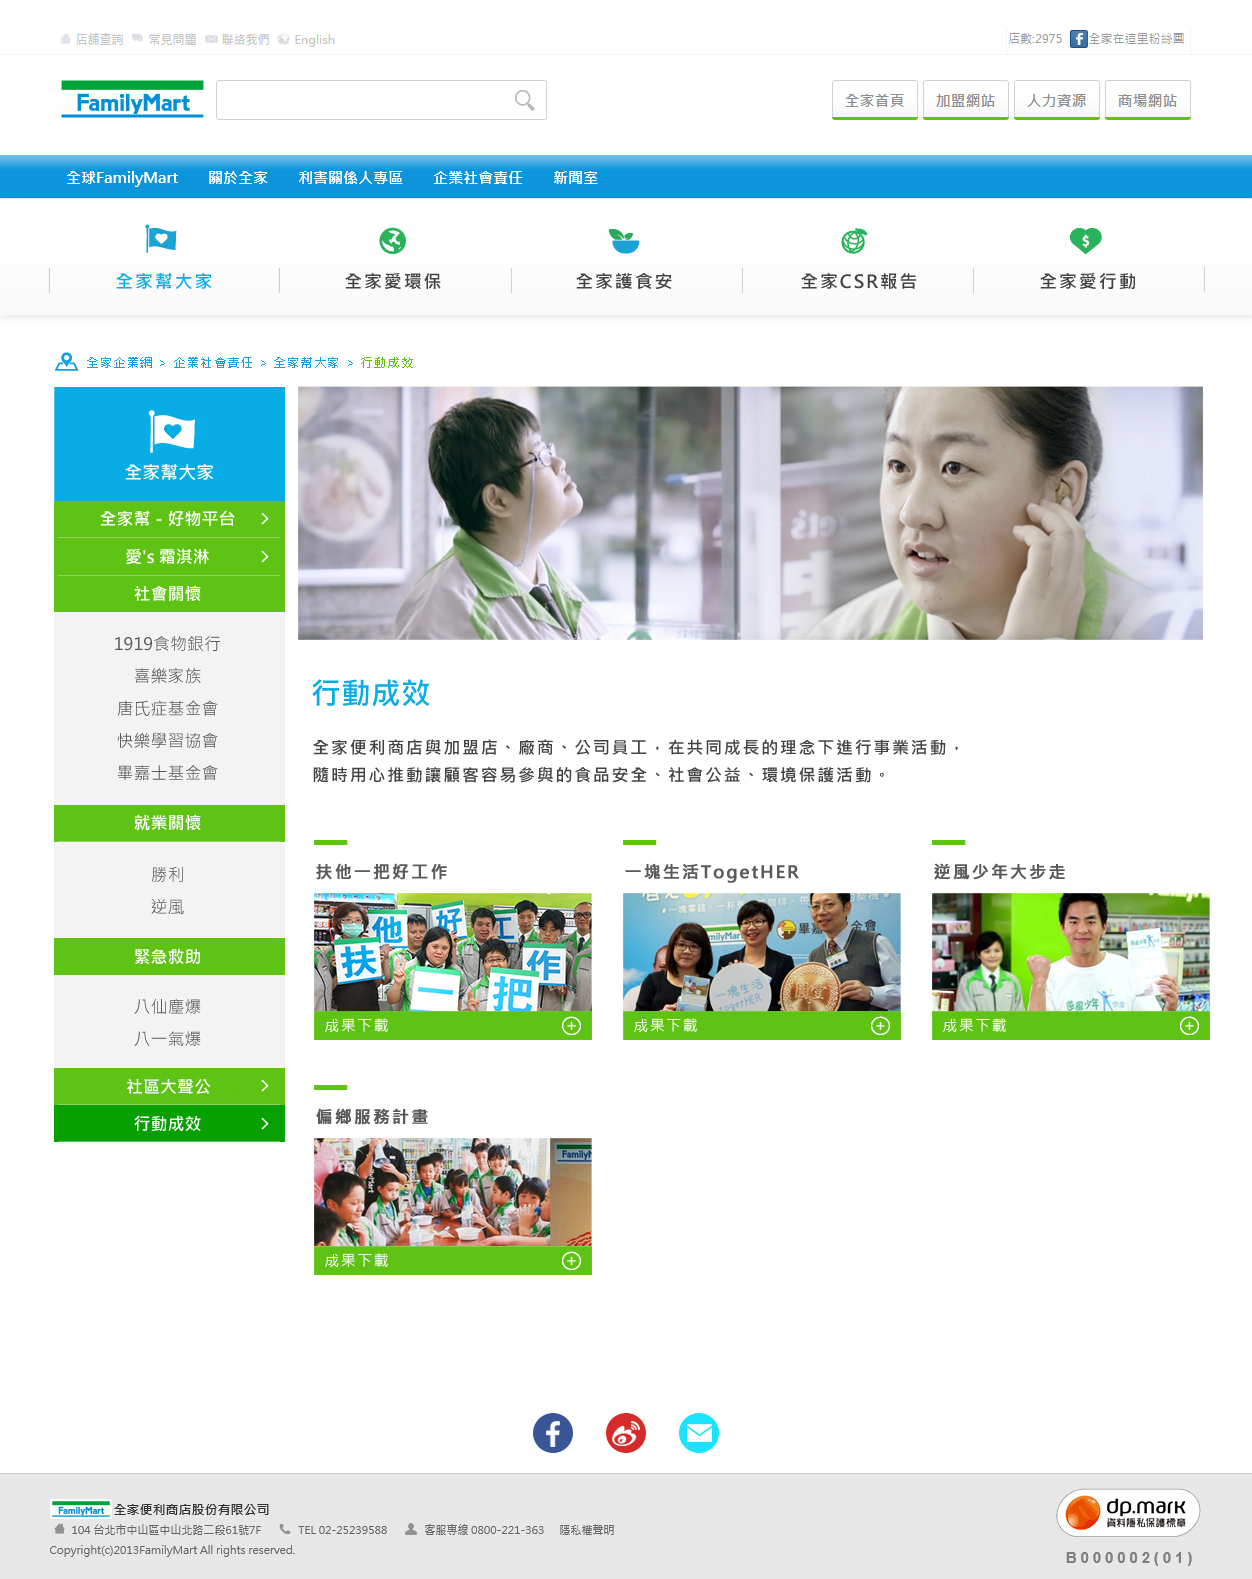 店舖查詢 常見問題 聯絡我們 English
店數:2975 全家在這里粉絲團
FamilyMart
全家首頁 加盟網站 人力資源 商場網站
全球FamilyMart 關於全家 利害關係人專區 企業社會責任 新聞室
全家幫大家 全家愛環保 全家護食安 全家CSR報告 全家愛行動
全家企業網 > 企業社會責任 > 全家幫大家 > 行動成效
全家幫大家
全家幫 - 好物平台
愛's 霜淇淋
社會關懷
1919食物銀行
喜樂家族
唐氏症基金會
快樂學習協會
畢嘉士基金會
就業關懷
勝利
逆風
緊急救助
八仙塵爆
八一氣爆
社區大聲公
行動成效
行動成效
全家便利商店與加盟店、廠商、公司員工，在共同成長的理念下進行事業活動，
隨時用心推動讓顧客容易參與的食品安全、社會公益、環境保護活動。
扶他一把好工作
扶他一把好工作
成果下載
一塊生活TogetHER
一塊生活
togetHER
成果下載
逆風少年大步走
逆風少年
成果下載
偏鄉服務計畫
FamilyM
成果下載
FamilyMart 全家便利商店股份有限公司
104 台北市中山區中山北路二段61號7F TEL 02-25239588 客服專線 0800-221-363 隱私權聲明
Copyright(c)2013FamilyMart All rights reserved.
dp.mark
資料隱私保護標章
B000002(01)